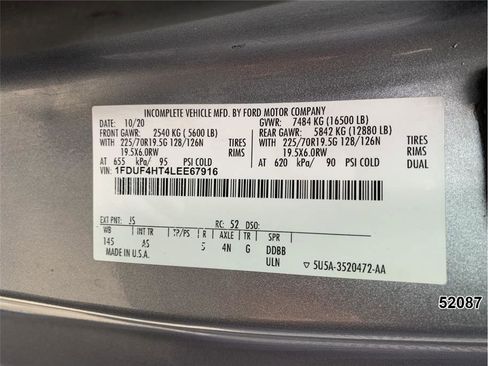 INCOMPLETE VEHICLE MFD. BY FORD MOTOR COMPANY
DATE: 10/20 GVWR: 7484 KG (16500 LB)
FRONT GAWR: 2540 KG ( 5600 LB) REAR GAWR: 5842 KG (12880 LB)
WITH 225/70R19.5G 128/126N TIRES WITH 225/70R19.5G 128/126N TIRES
19.5X6.0RW RIMS 19.5X6.0RW RIMS
AT 655 kPa/ 95 PSI COLD AT 620 kPa/ 90 PSI COLD DUAL
VIN: 1FDUF4HT4LEE67916
EXT PNT: JS RC: 52 DSO:
WB INT TR TP/PS R AXLE TR SPR
145 AS 5 4N G DDBB
MADE IN U.S.A. ULN ▽ 5U5A-3520472-AA
52087